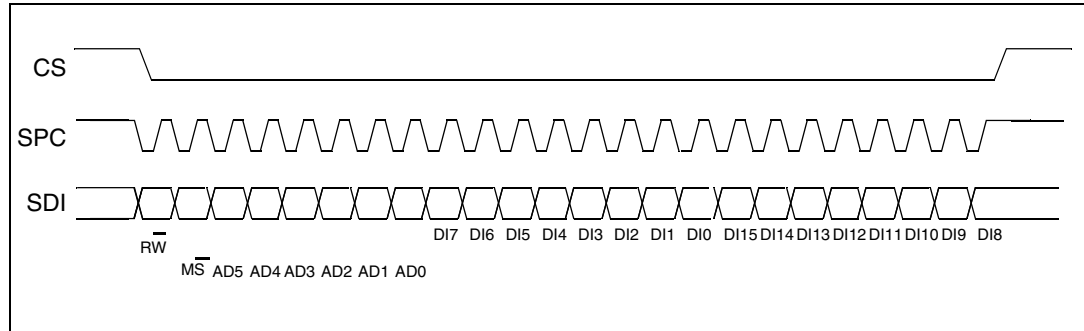 CS
SPC
SDI
DI7 DI6 DI5 DI4 DI3 DI2 DI1 DI0 DI15 DI14 DI13 DI12 DI11 DI10 DI9 DI8
RW̅
MS̅ AD5 AD4 AD3 AD2 AD1 AD0